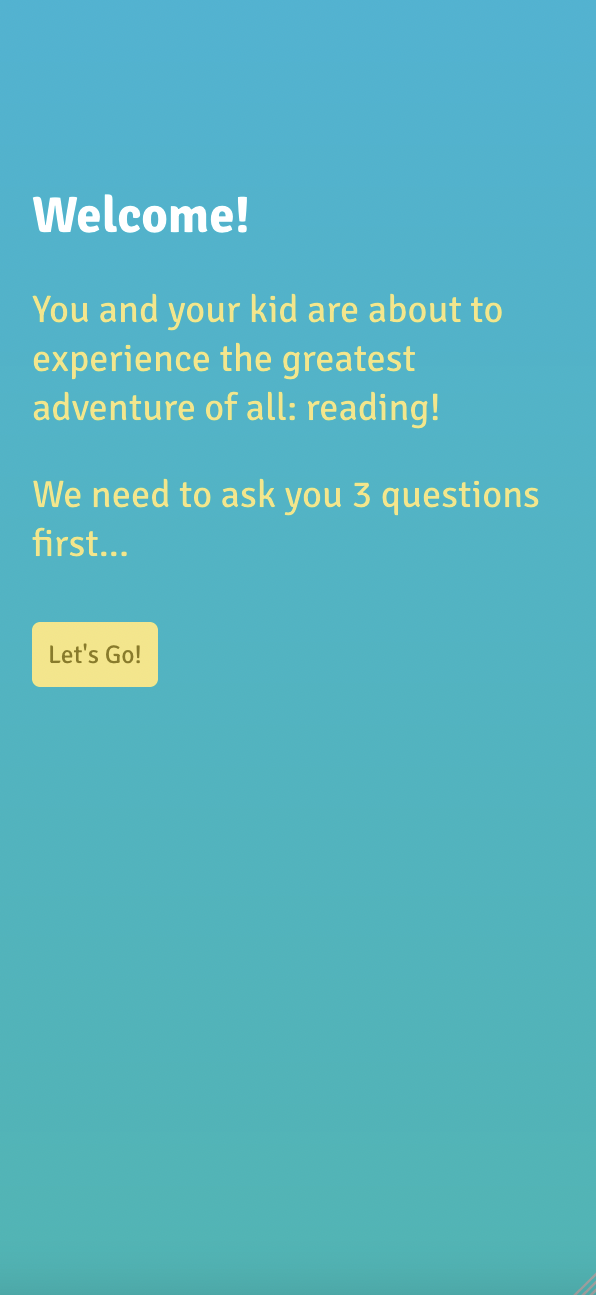 Welcome!
You and your kid are about to
experience the greatest
adventure of all: reading!
We need to ask you 3 questions
first...
Let's Go!